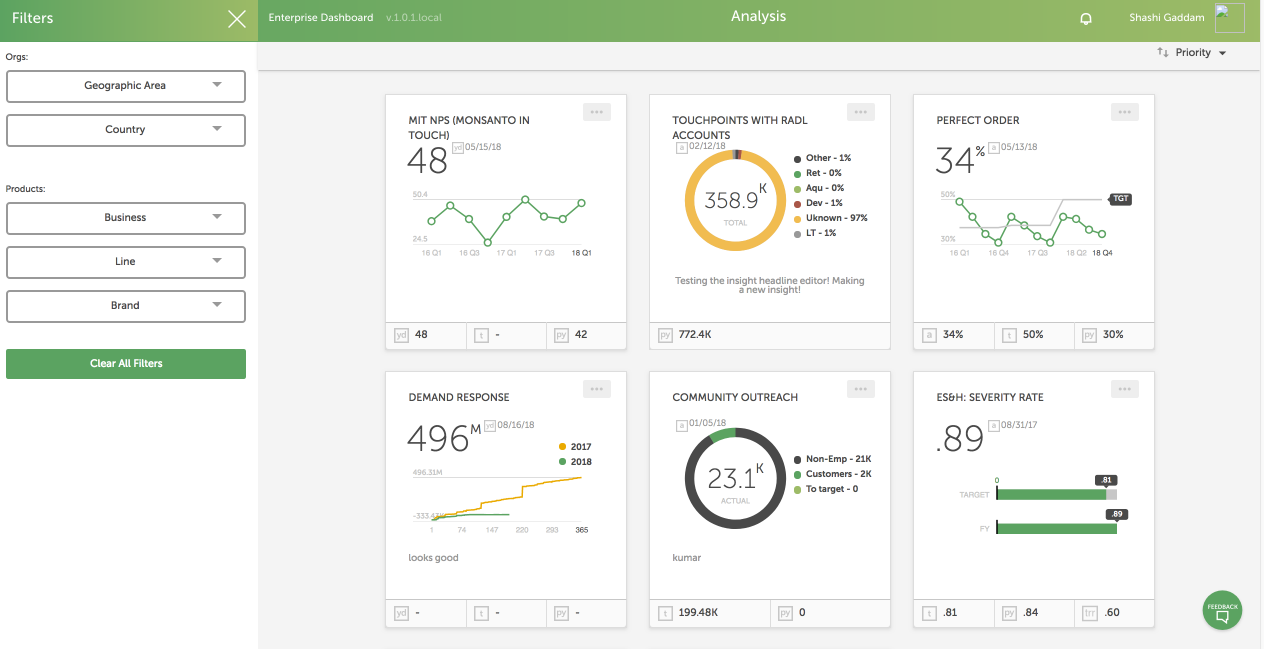 Filters
Enterprise Dashboard v.1.0.1.local
Analysis
Shashi Gaddam
Priority
Orgs:
Geographic Area
Country
Products:
Business
Line
Brand
Clear All Filters
MIT NPS (MONSANTO IN
TOUCH)
48 yd 05/15/18
50.4
24.5
16 Q1 16 Q3 17 Q1 17 Q3 18 Q1
yd 48 t - py 42
TOUCHPOINTS WITH RADL
ACCOUNTS
a 02/12/18
358.9 K
TOTAL
Other - 1%
Ret - 0%
Aqu - 0%
Dev - 1%
Uknown - 97%
LT - 1%
Testing the insight headline editor! Making
a new insight!
py 772.4K
PERFECT ORDER
34% a 05/13/18
50%
TGT
30%
16 Q1 16 Q4 17 Q3 18 Q2 18 Q4
a 34% t 50% py 30%
DEMAND RESPONSE
496 M yd 08/16/18
2017
2018
496.31M
1 74 147 220 293 365
looks good
yd - t - py -
COMMUNITY OUTREACH
a 01/05/18
23.1 K
ACTUAL
Non-Emp - 21K
Customers - 2K
To target - 0
kumar
t 199.48K py 0
ES&H: SEVERITY RATE
.89 a 08/31/17
0
.81
TARGET
.89
FY
t .81 py .84 trr .60
FEEDBACK